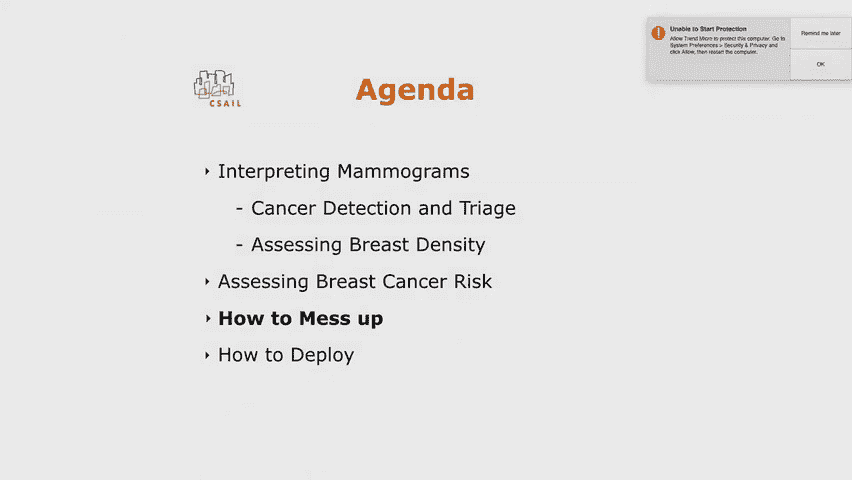 Unable to Start Protection
Allow Trend Micro to protect this computer. Go to
System Preferences > Security & Privacy and
click Allow, then restart the computer.
Remind me later
OK
CSAIL
Agenda
‣ Interpreting Mammograms
- Cancer Detection and Triage
- Assessing Breast Density
‣ Assessing Breast Cancer Risk
‣ How to Mess up
‣ How to Deploy